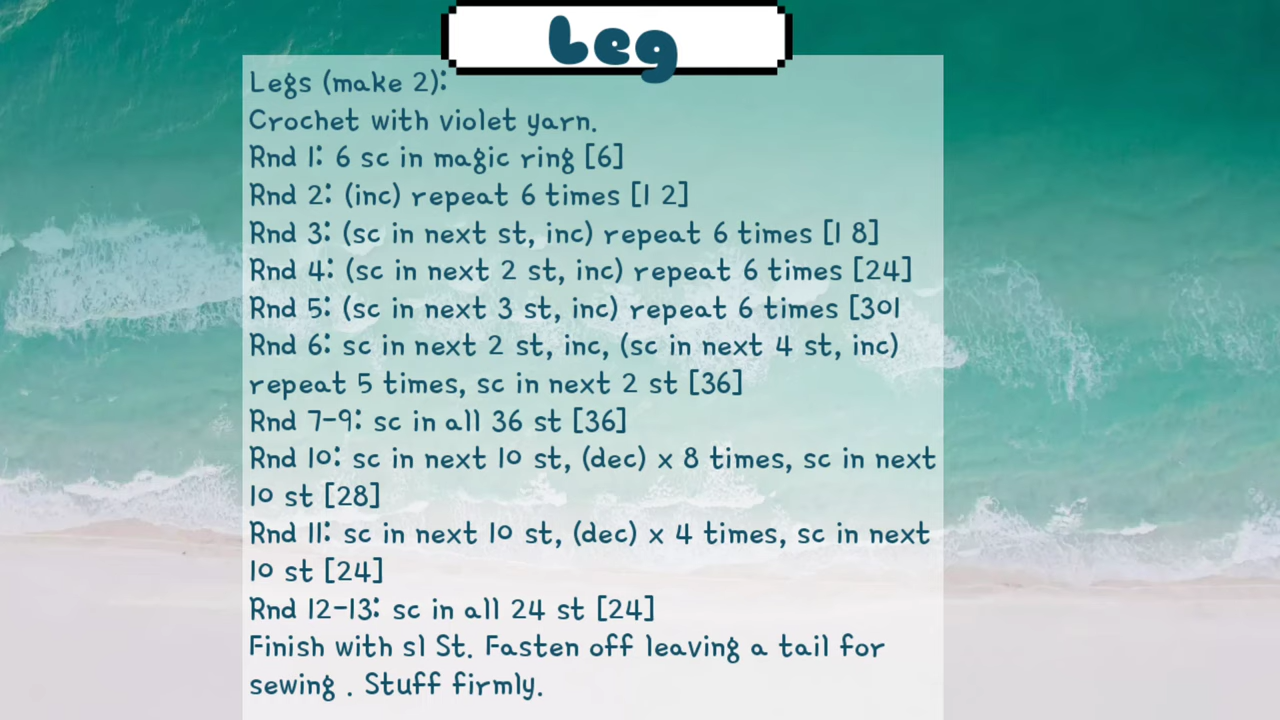 Leg
Legs (make 2):
Crochet with violet yarn.
Rnd 1: 6 sc in magic ring [6]
Rnd 2: (inc) repeat 6 times [1 2]
Rnd 3: (sc in next st, inc) repeat 6 times [1 8]
Rnd 4: (sc in next 2 st, inc) repeat 6 times [24]
Rnd 5: (sc in next 3 st, inc) repeat 6 times [301
Rnd 6: sc in next 2 st, inc, (sc in next 4 st, inc)
repeat 5 times, sc in next 2 st [36]
Rnd 7-9: sc in all 36 st [36]
Rnd 10: sc in next 10 st, (dec) x 8 times, sc in next
10 st [28]
Rnd 11: sc in next 10 st, (dec) x 4 times, sc in next
10 st [24]
Rnd 12-13: sc in all 24 st [24]
Finish with sl St. Fasten off leaving a tail for
sewing . Stuff firmly.